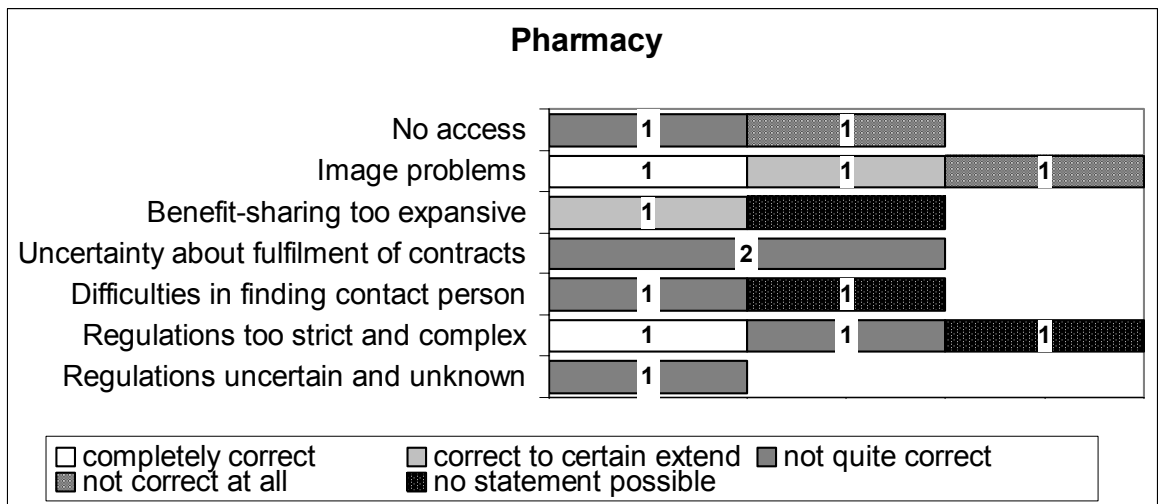 Pharmacy
No access 1 1
Image problems 1 1 1
Benefit-sharing too expansive 1
Uncertainty about fulfilment of contracts 2
Difficulties in finding contact person 1 1
Regulations too strict and complex 1 1 1
Regulations uncertain and unknown 1
completely correct correct to certain extend not quite correct
not correct at all no statement possible